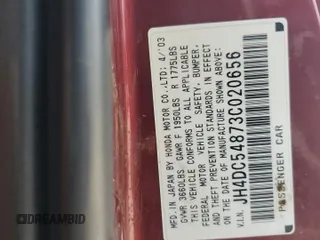 MFD. IN JAPAN BY HONDA MOTOR CO.,LTD; 4/'03
GVWR 3660LBS GAWR F 1950LBS R 1775LBS
THIS VEHICLE CONFORMS TO ALL APPLICABLE
FEDERAL MOTOR VEHICLE SAFETY, BUMPER,
AND THEFT PREVENTION STANDARDS IN EFFECT
ON THE DATE OF MANUFACTURE SHOWN ABOVE:
V.I.N. JH4DC54873C020656
PASSENGER CAR
© DREAMBID